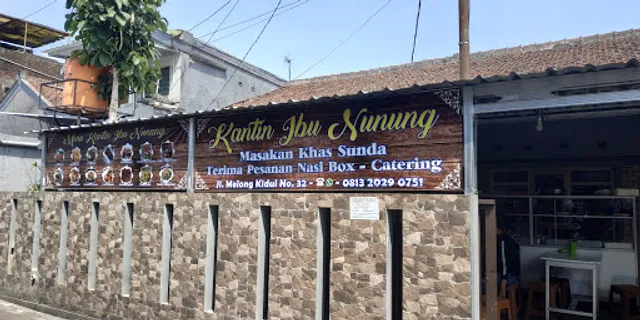 Menu Kantin Ibu Nunung
Kantin Ibu Nunung
Masakan Khas Sunda
Terima Pesanan Nasi Box - Catering
Jl. Melong Kidul No. 32 - 0813 2029 0751